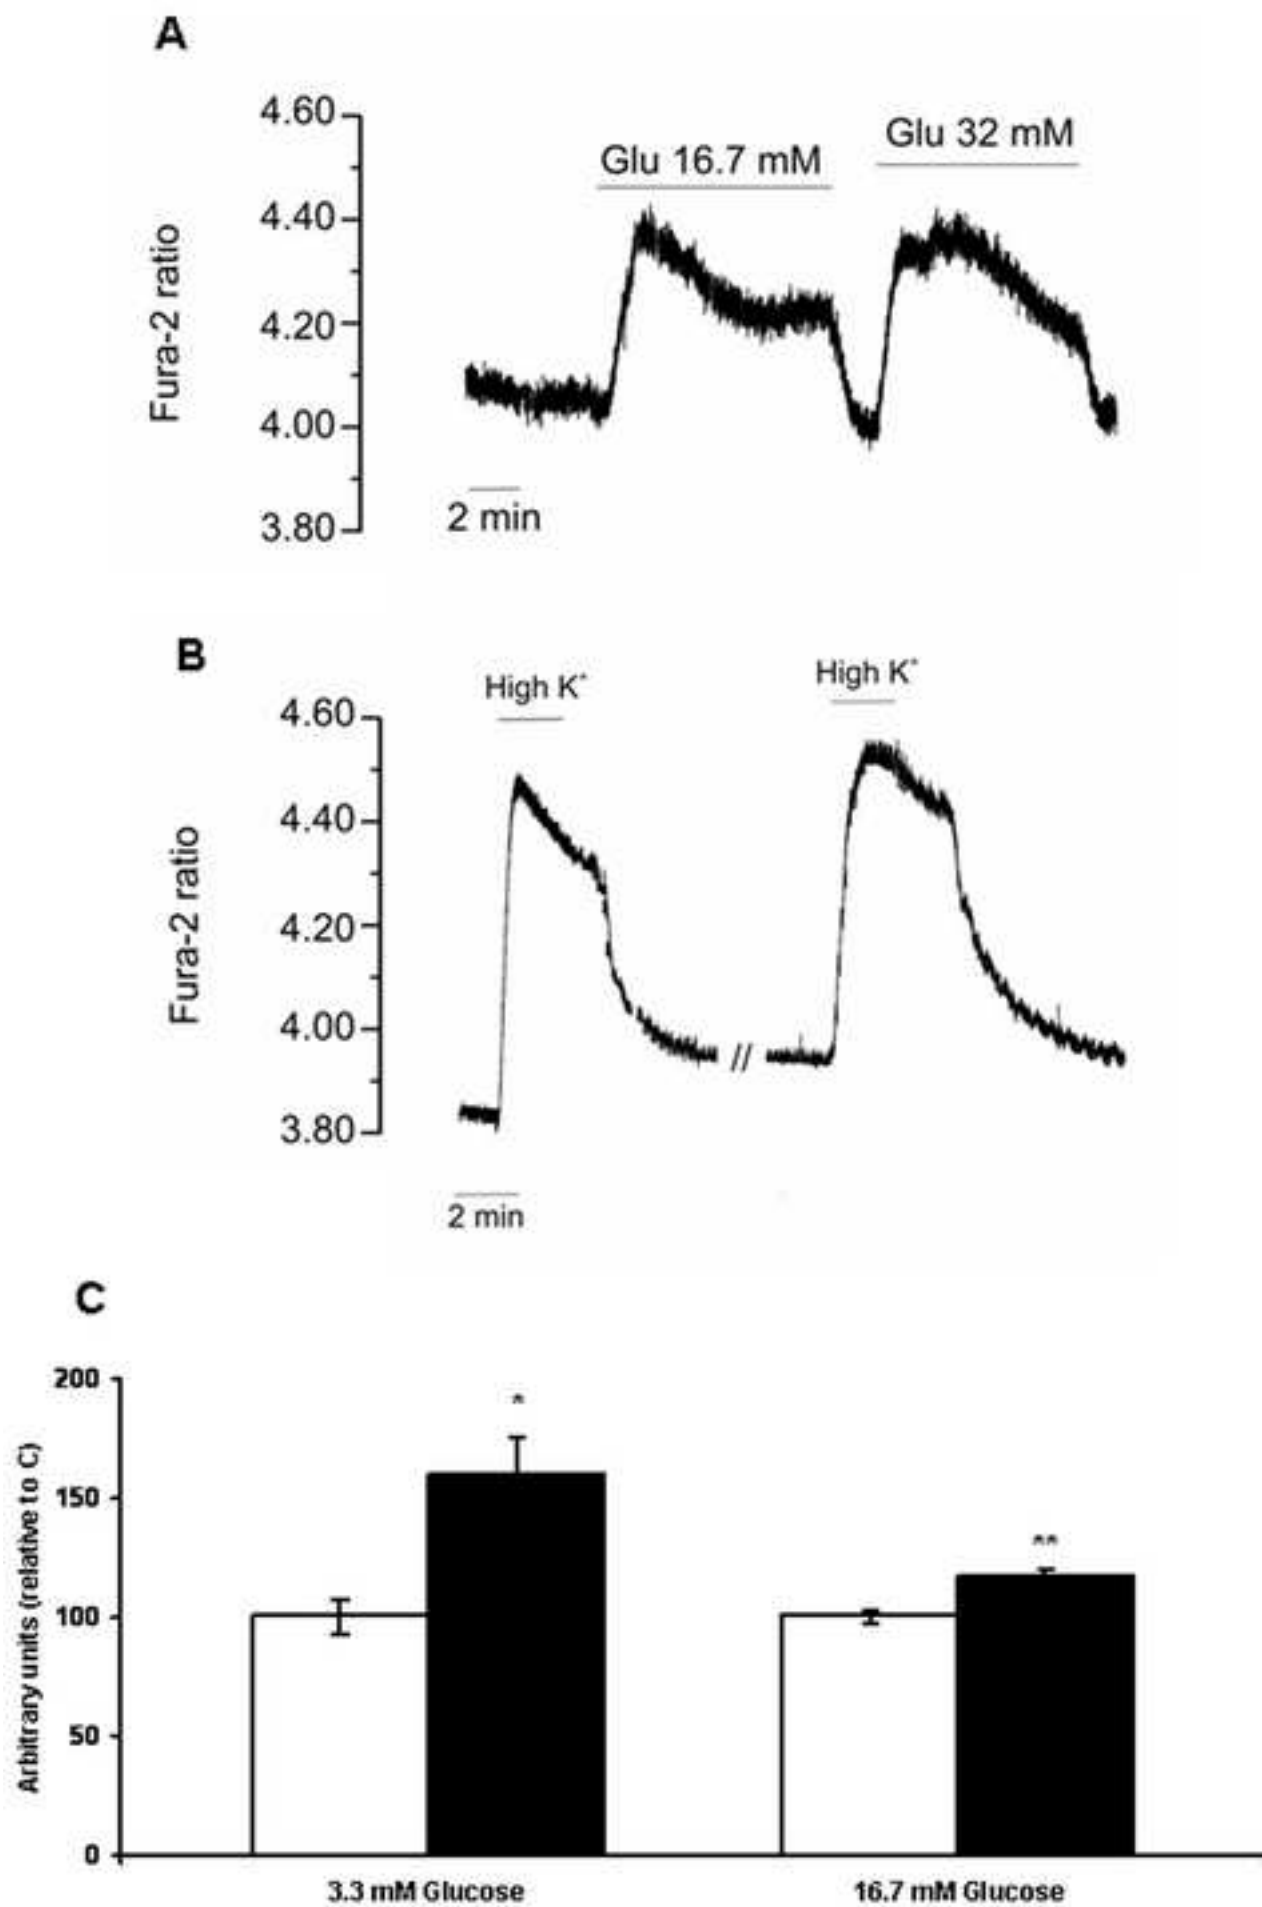 A
4.60
4.40
4.20
4.00
3.80
Fura-2 ratio
Glu 16.7 mM
Glu 32 mM
2 min
B
4.60
4.40
4.20
4.00
3.80
Fura-2 ratio
High K+
High K+
//
2 min
C
200
150
100
50
0
Arbitrary units (relative to C)
*
**
3.3 mM Glucose
16.7 mM Glucose